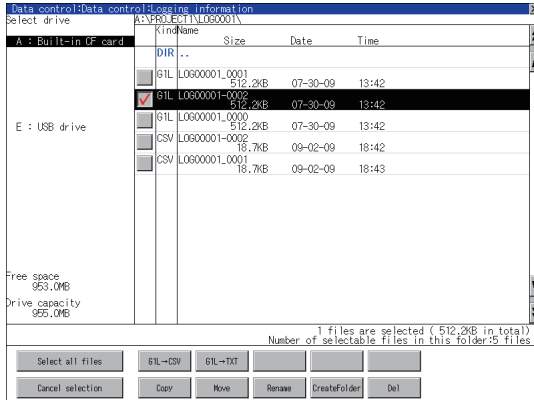 Data control:Data control:Logging information
Select drive
A:\PROJECT1\LOG0001\
Kind Name
Size Date Time
A : Built-in CF card
DIR ..
G1L LOG00001_0001
512.2KB 07-30-09 13:42
G1L LOG00001-0002
512.2KB 07-30-09 13:42
G1L LOG00001_0000
512.2KB 07-30-09 13:42
E : USB drive
CSV LOG00001-0002
18.7KB 09-02-09 18:42
CSV LOG00001_0001
18.7KB 09-02-09 18:43
Free space
953.0MB
Drive capacity
955.0MB
1 files are selected ( 512.2KB in total)
Number of selectable files in this folder:5 files
Select all files G1L→CSV G1L→TXT
Cancel selection Copy Move Rename CreateFolder Del